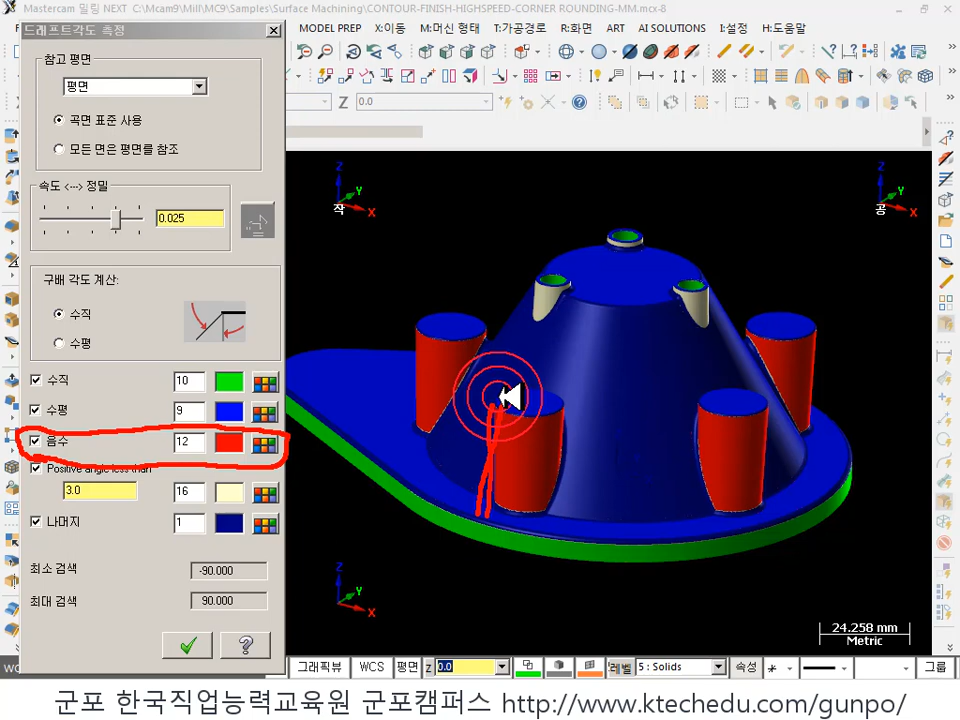 Mastercam 밀링 NEXT C:\Mcam9\Mill\MC9\Samples\Surface Machining\CONTOUR-FINISH-HIGHSPEED-CORNER ROUNDING-MM.mcx-8
드래프트각도 측정
MODEL PREP X:이동 M:머신 형태 T:가공경로 R:화면 ART AI SOLUTIONS I:설정 H:도움말
참고 평면
평면
Z 0.0
곡면 표준 사용
모든 면은 평면를 참조
속도 <---> 정밀
0.025
Z Y X 작
Z Y X 공
구배 각도 계산:
수직
수평
수직 10
수평 9
음수 12
Positive angle less than
3.0 16
나머지 1
최소 검색 -90.000
최대 검색 90.000
Z Y X
24.258 mm
Metric
그래픽뷰 WCS 평면 Z 0.0 레벨 5 : Solids 속성 그룹
군포 한국직업능력교육원 군포캠퍼스 http://www.ktechedu.com/gunpo/